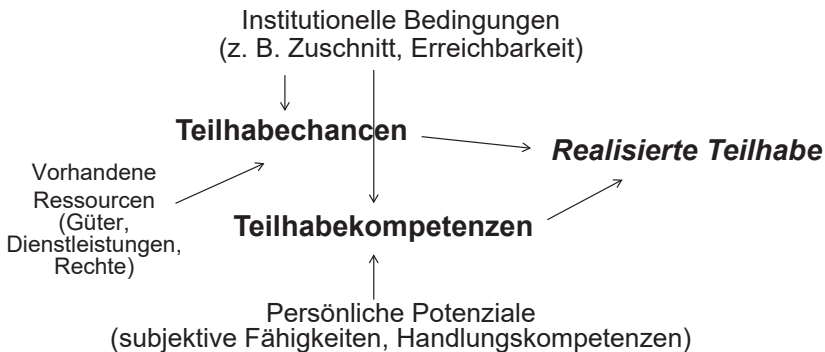 Institutionelle Bedingungen
(z. B. Zuschnitt, Erreichbarkeit)
Teilhabechancen
Realisierte Teilhabe
Vorhandene
Ressourcen
(Güter,
Dienstleistungen,
Rechte)
Teilhabekompetenzen
Persönliche Potenziale
(subjektive Fähigkeiten, Handlungskompetenzen)